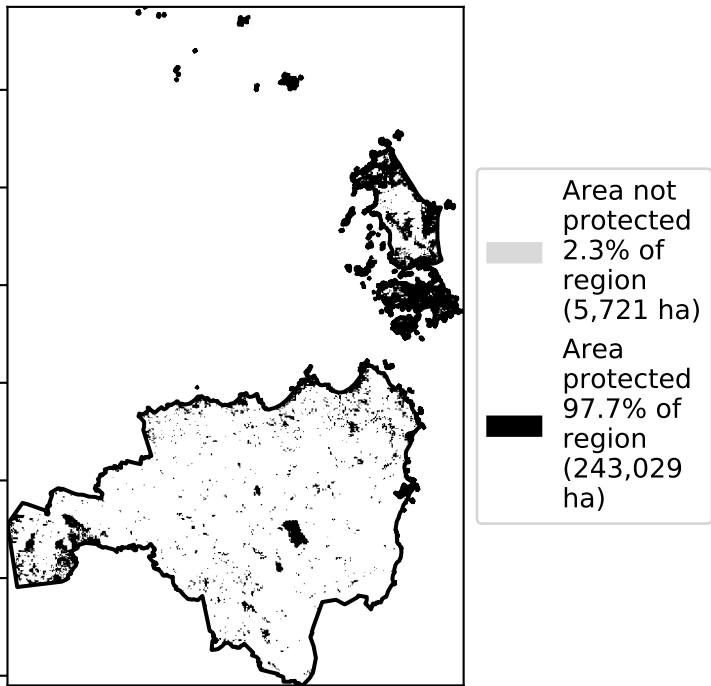 Area not
protected
2.3% of
region
(5,721 ha)
Area
protected
97.7% of
region
(243,029
ha)